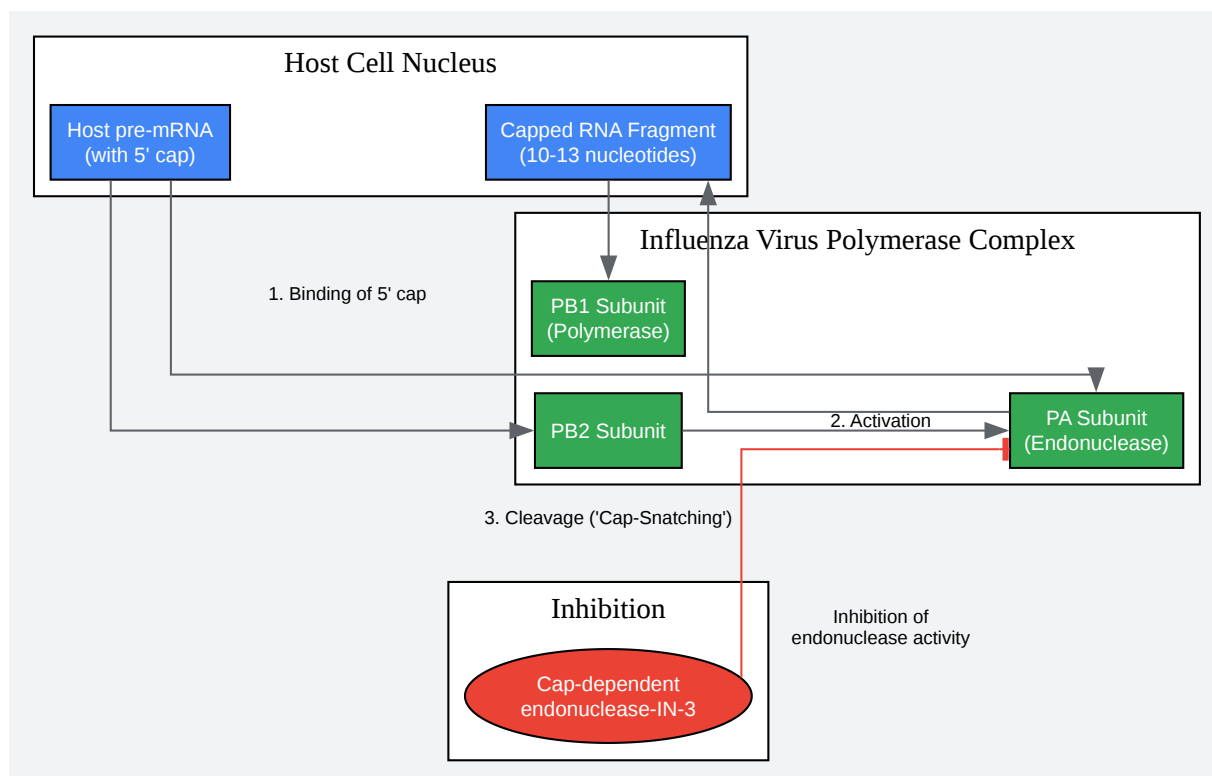 Host Cell Nucleus
Host pre-mRNA
(with 5' cap)
Capped RNA Fragment
(10-13 nucleotides)
Influenza Virus Polymerase Complex
1. Binding of 5' cap
PB1 Subunit
(Polymerase)
PB2 Subunit
2. Activation
PA Subunit
(Endonuclease)
3. Cleavage ('Cap-Snatching')
Inhibition
Inhibition of
endonuclease activity
Cap-dependent
endonuclease-IN-3